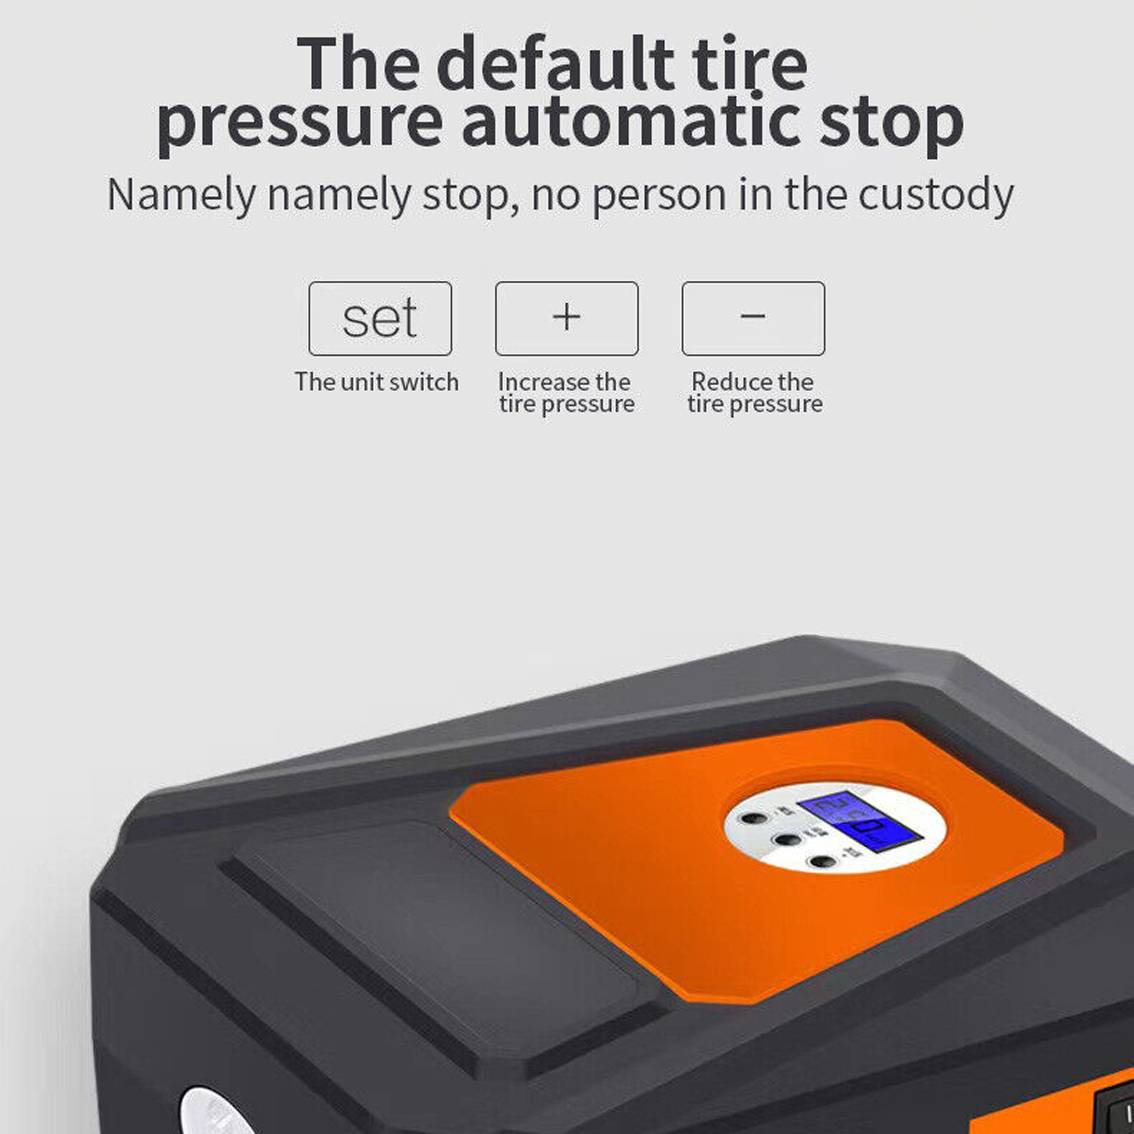 The default tire
pressure automatic stop
Namely namely stop, no person in the custody
set
+
−
The unit switch
Increase the
tire pressure
Reduce the
tire pressure